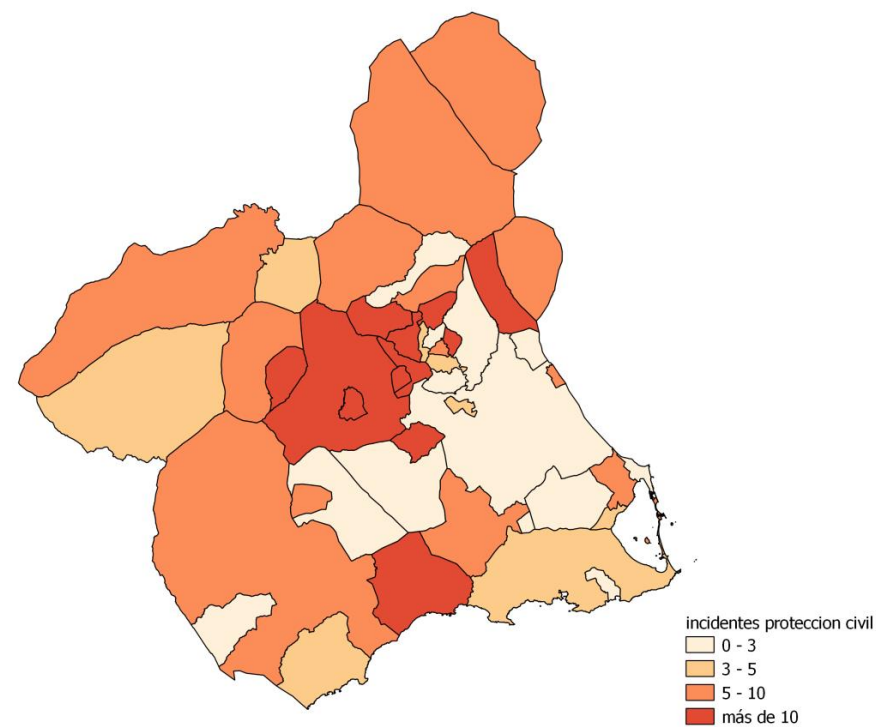 incidentes proteccion civil
0 - 3
3 - 5
5 - 10
más de 10